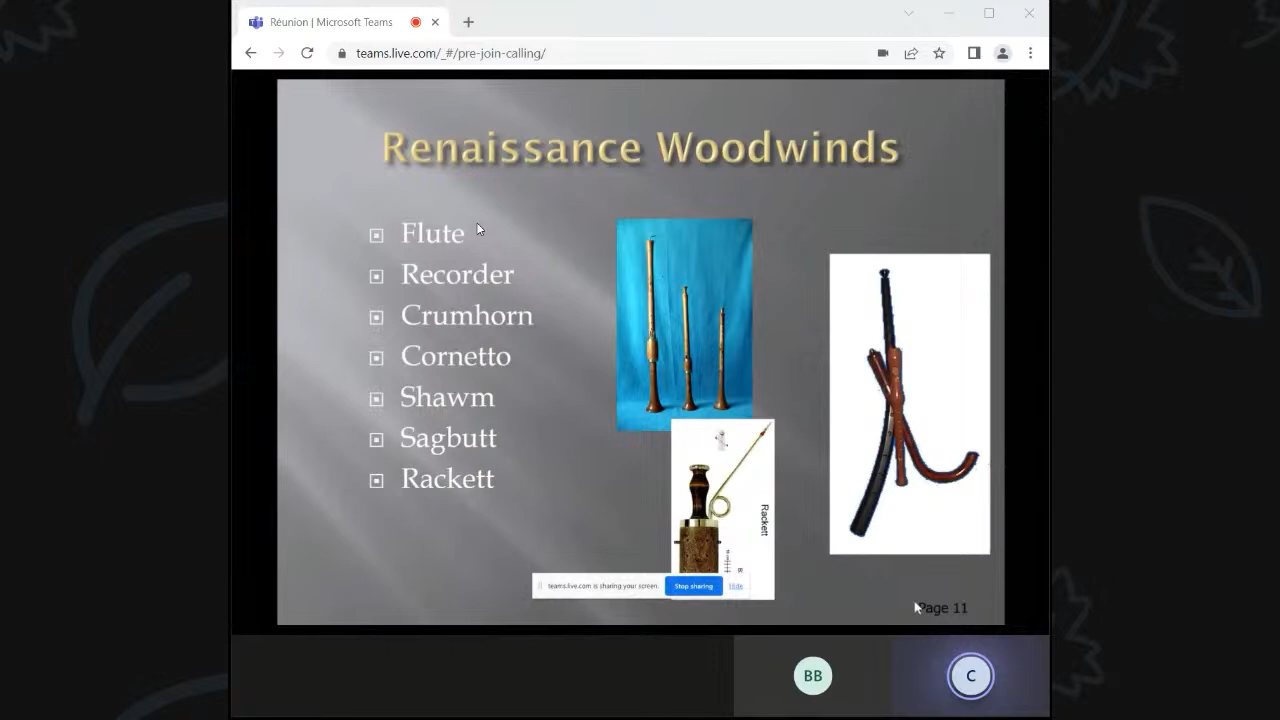 Réunion | Microsoft Teams
teams.live.com/_#/pre-join-calling/
Renaissance Woodwinds
Flute
Recorder
Crumhorn
Cornetto
Shawm
Sagbutt
Rackett
Rackett
teams.live.com is sharing your screen.
Stop sharing
Hide
Page 11
BB
C